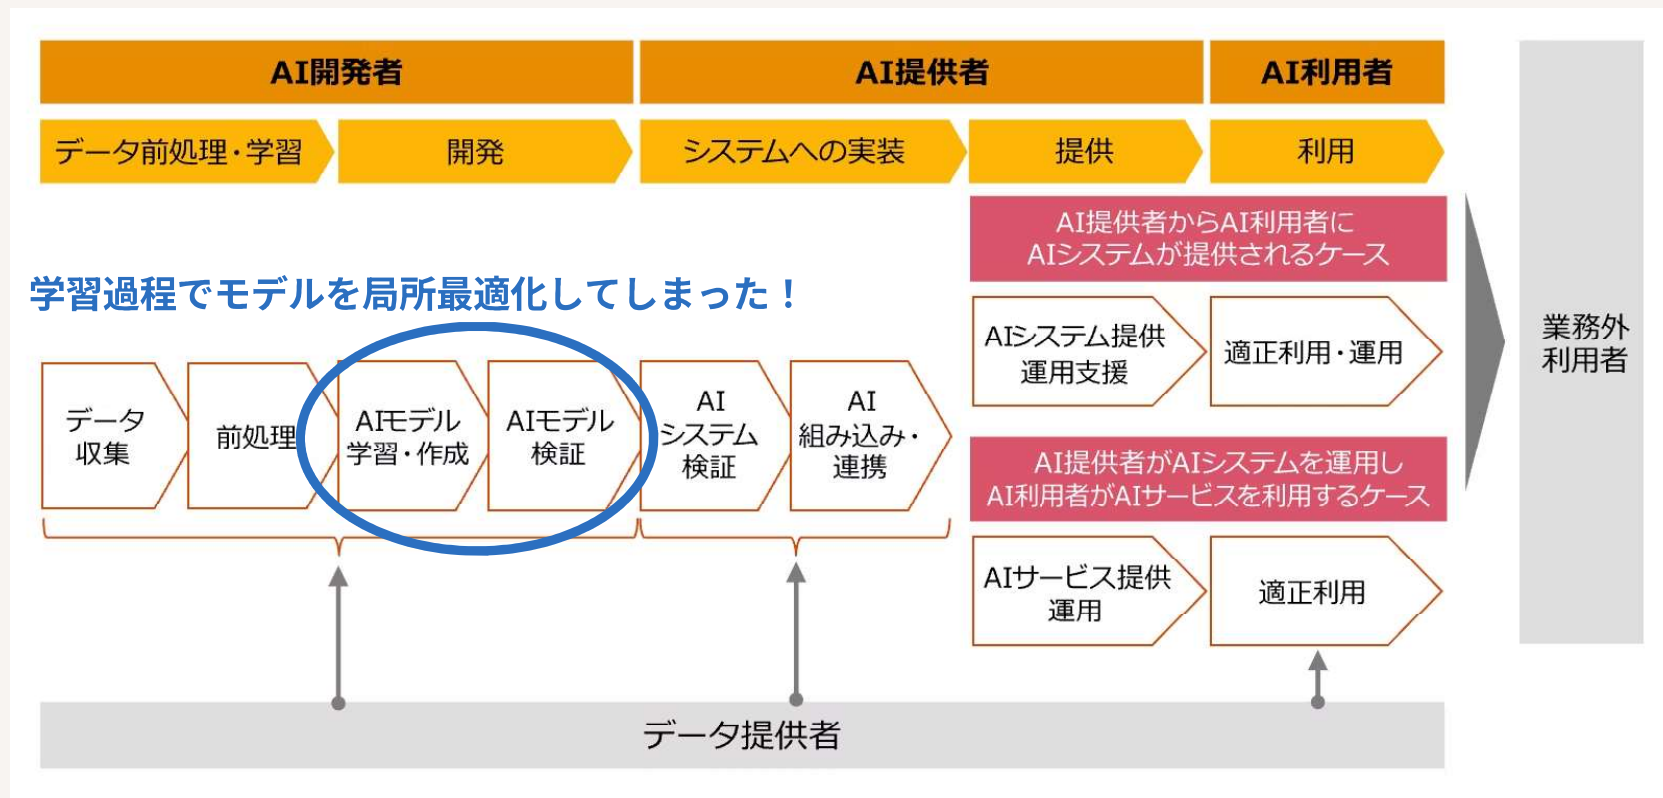 AI開発者
AI提供者
AI利用者
データ前処理・学習
開発
システムへの実装
提供
利用
AI提供者からAI利用者に
AIシステムが提供されるケース
学習過程でモデルを局所最適化してしまった！
データ
収集
前処理
AIモデル
学習・作成
AIモデル
検証
AI
システム
検証
AI
組み込み・
連携
AIシステム提供
運用支援
適正利用・運用
AI提供者がAIシステムを運用し
AI利用者がAIサービスを利用するケース
AIサービス提供
運用
適正利用
業務外
利用者
データ提供者